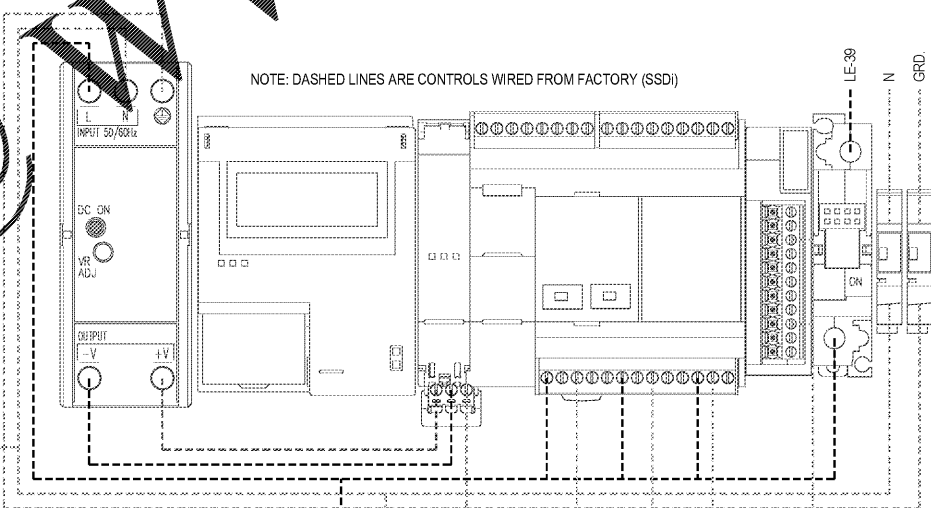 NOTE: DASHED LINES ARE CONTROLS WIRED FROM FACTORY (SSDi)
LE-39
N
GRD.
L N
INPUT 50/60Hz
DC ON
VR
ADJ
ON
OUTPUT
-V +V